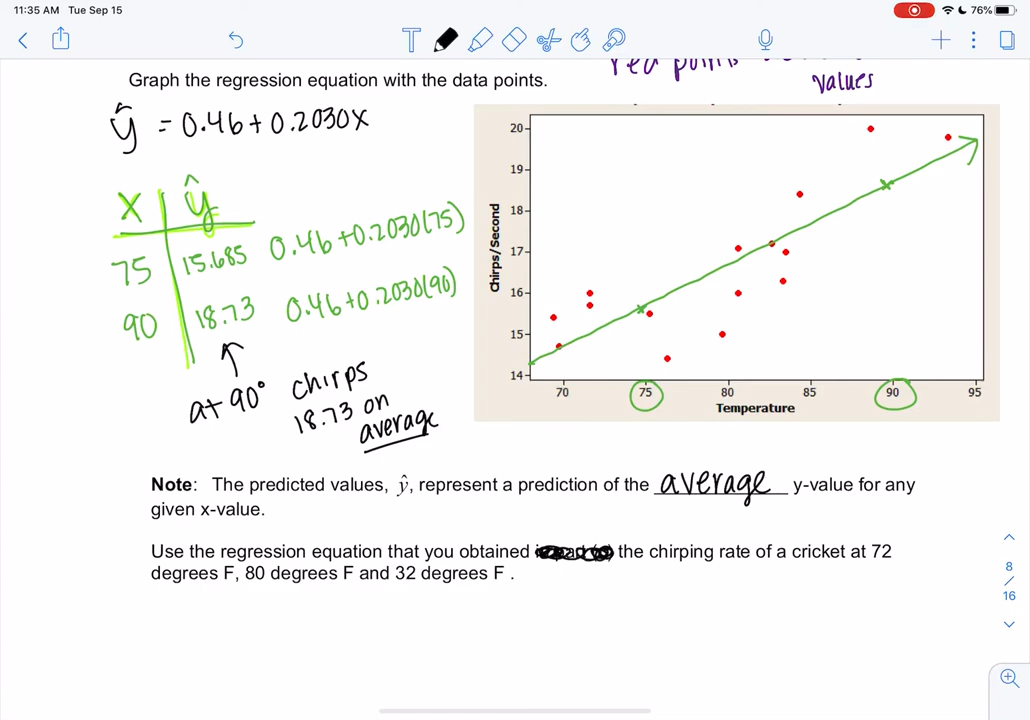 11:35 AM Tue Sep 15
76%
T
values
Graph the regression equation with the data points.
ŷ = 0.46+0.2030x
x ŷ
75 15.685 0.46+0.2030(75)
90 18.73 0.46+0.2030(90)
at 90° chirps
18.73 on
average
20
19
18
17
16
15
14
Chirps/Second
70 75 80 85 90 95
Temperature
Note: The predicted values, ŷ, represent a prediction of the average y-value for any
given x-value.
Use the regression equation that you obtained the chirping rate of a cricket at 72
degrees F, 80 degrees F and 32 degrees F .
8
/
16